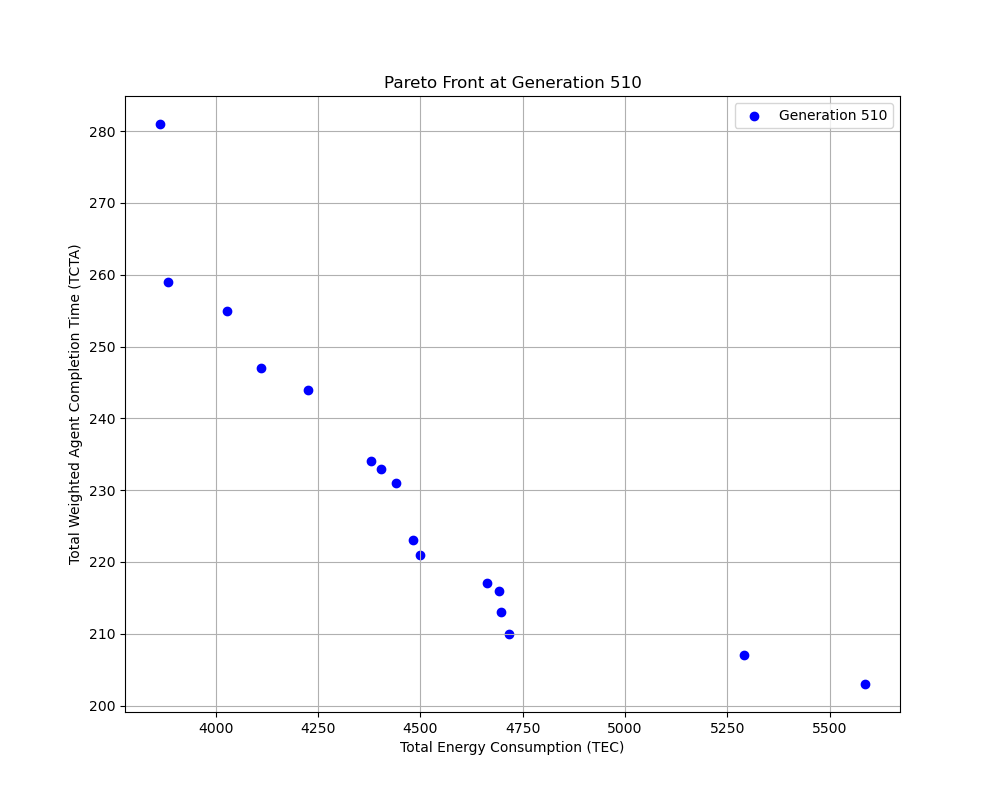 Pareto Front at Generation 510
Generation 510
Total Weighted Agent Completion Time (TCTA)
280
270
260
250
240
230
220
210
200
4000 4250 4500 4750 5000 5250 5500
Total Energy Consumption (TEC)